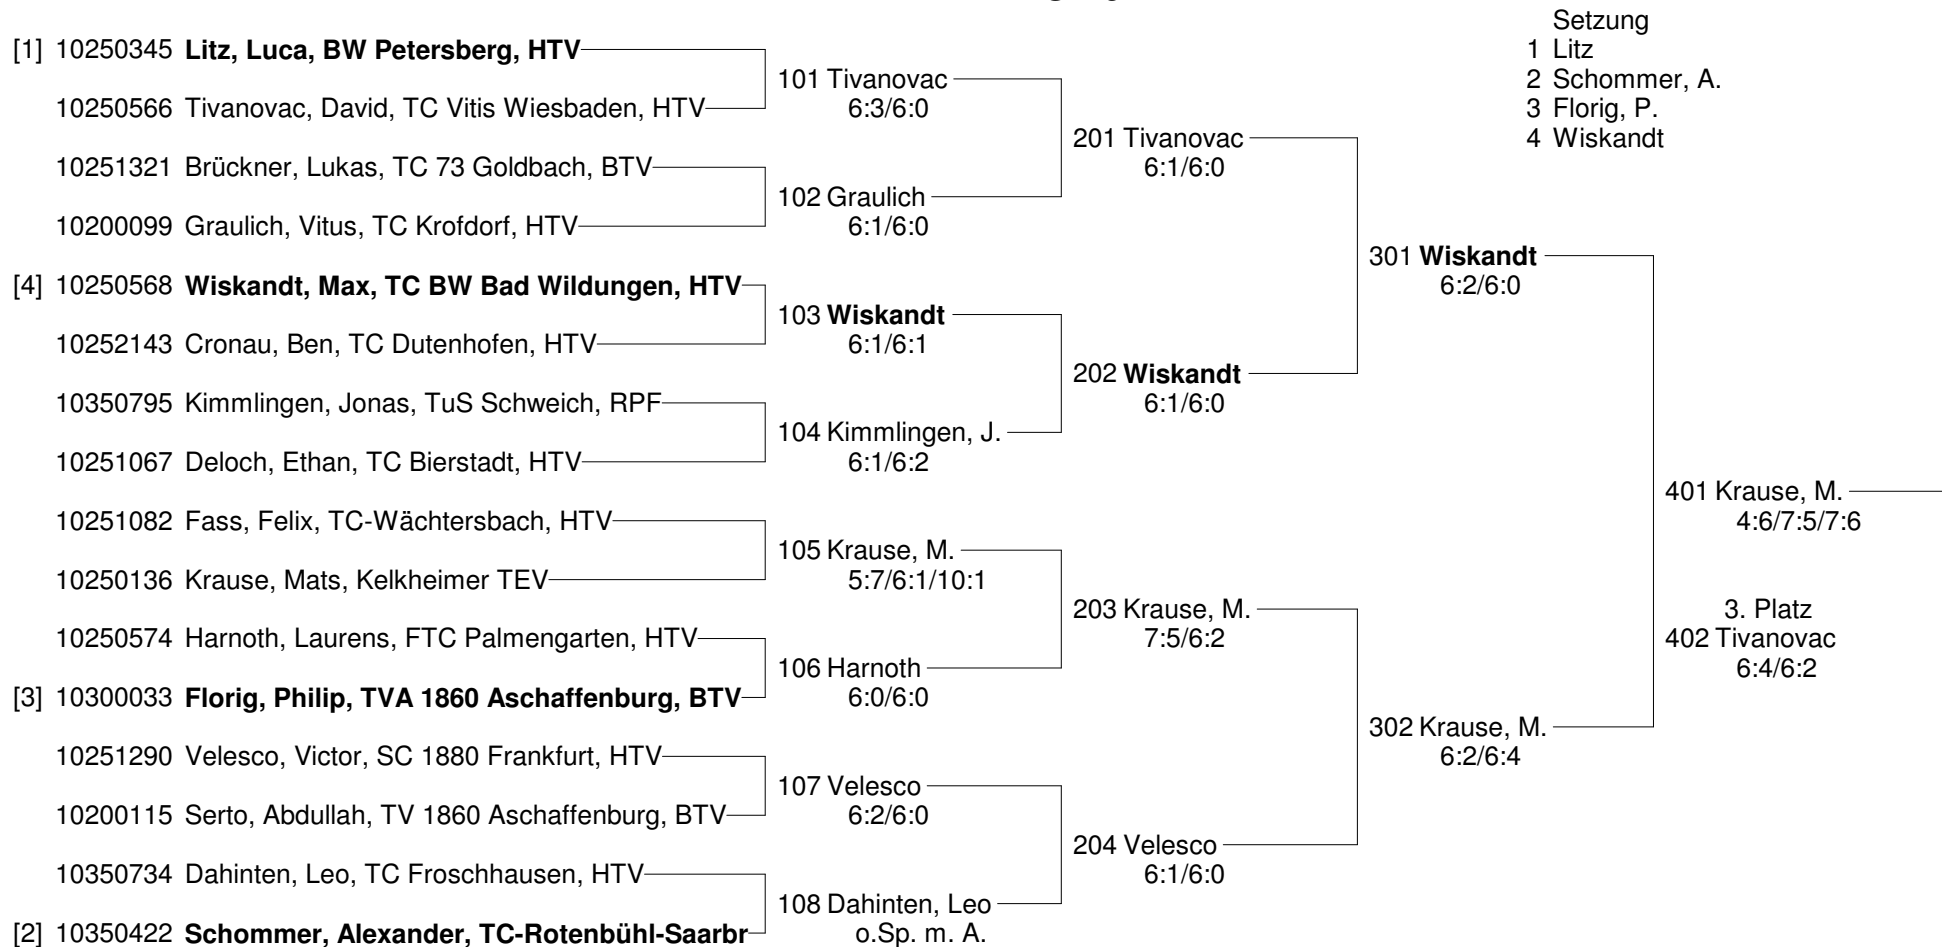 Setzung
1 Litz
2 Schommer, A.
3 Florig, P.
4 Wiskandt
[1] 10250345 Litz, Luca, BW Petersberg, HTV
10250566 Tivanovac, David, TC Vitis Wiesbaden, HTV
10251321 Brückner, Lukas, TC 73 Goldbach, BTV
10200099 Graulich, Vitus, TC Krofdorf, HTV
[4] 10250568 Wiskandt, Max, TC BW Bad Wildungen, HTV
10252143 Cronau, Ben, TC Dutenhofen, HTV
10350795 Kimmlingen, Jonas, TuS Schweich, RPF
10251067 Deloch, Ethan, TC Bierstadt, HTV
10251082 Fass, Felix, TC-Wächtersbach, HTV
10250136 Krause, Mats, Kelkheimer TEV
10250574 Harnoth, Laurens, FTC Palmengarten, HTV
[3] 10300033 Florig, Philip, TVA 1860 Aschaffenburg, BTV
10251290 Velesco, Victor, SC 1880 Frankfurt, HTV
10200115 Serto, Abdullah, TV 1860 Aschaffenburg, BTV
10350734 Dahinten, Leo, TC Froschhausen, HTV
[2] 10350422 Schommer, Alexander, TC-Rotenbühl-Saarbr
101 Tivanovac
6:3/6:0
102 Graulich
6:1/6:0
103 Wiskandt
6:1/6:1
104 Kimmlingen, J.
6:1/6:2
105 Krause, M.
5:7/6:1/10:1
106 Harnoth
6:0/6:0
107 Velesco
6:2/6:0
108 Dahinten, Leo
o.Sp. m. A.
201 Tivanovac
6:1/6:0
202 Wiskandt
6:1/6:0
203 Krause, M.
7:5/6:2
204 Velesco
6:1/6:0
301 Wiskandt
6:2/6:0
302 Krause, M.
6:2/6:4
401 Krause, M.
4:6/7:5/7:6
3. Platz
402 Tivanovac
6:4/6:2